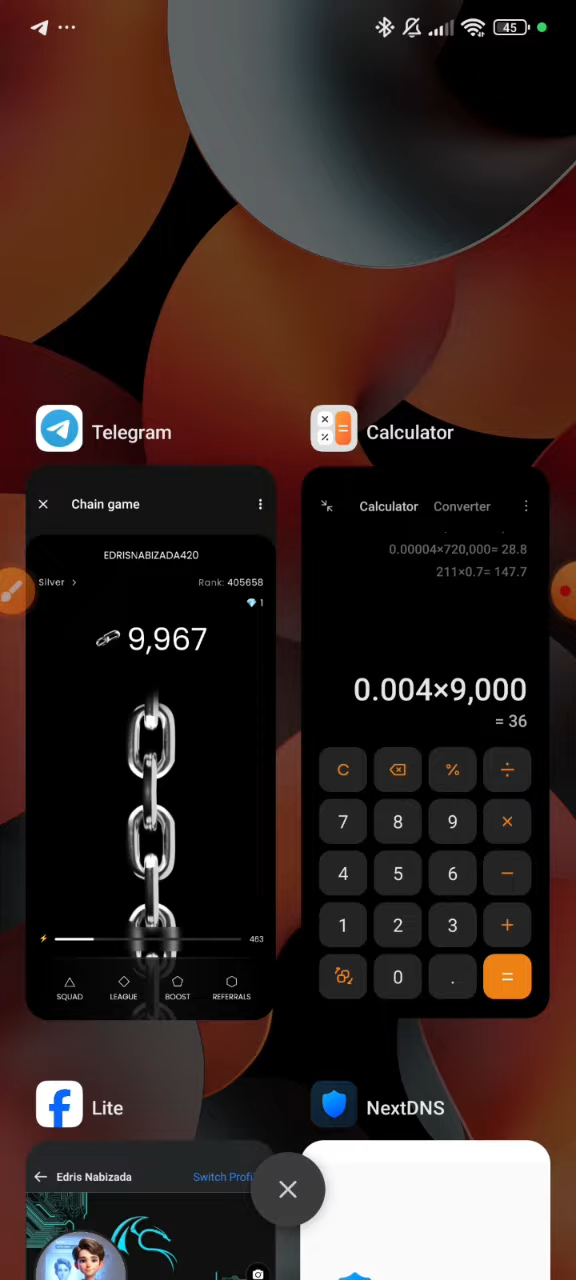 45
Telegram
Calculator
Chain game
EDRISNABIZADA420
Silver
Rank: 405658
1
9,967
463
SQUAD
LEAGUE
BOOST
REFERRALS
Calculator Converter
0.00004×720,000= 28.8
211×0.7= 147.7
0.004×9,000
= 36
C % ÷
7 8 9 ×
4 5 6 −
1 2 3 +
0 . =
Lite
NextDNS
Edris Nabizada
Switch Profi